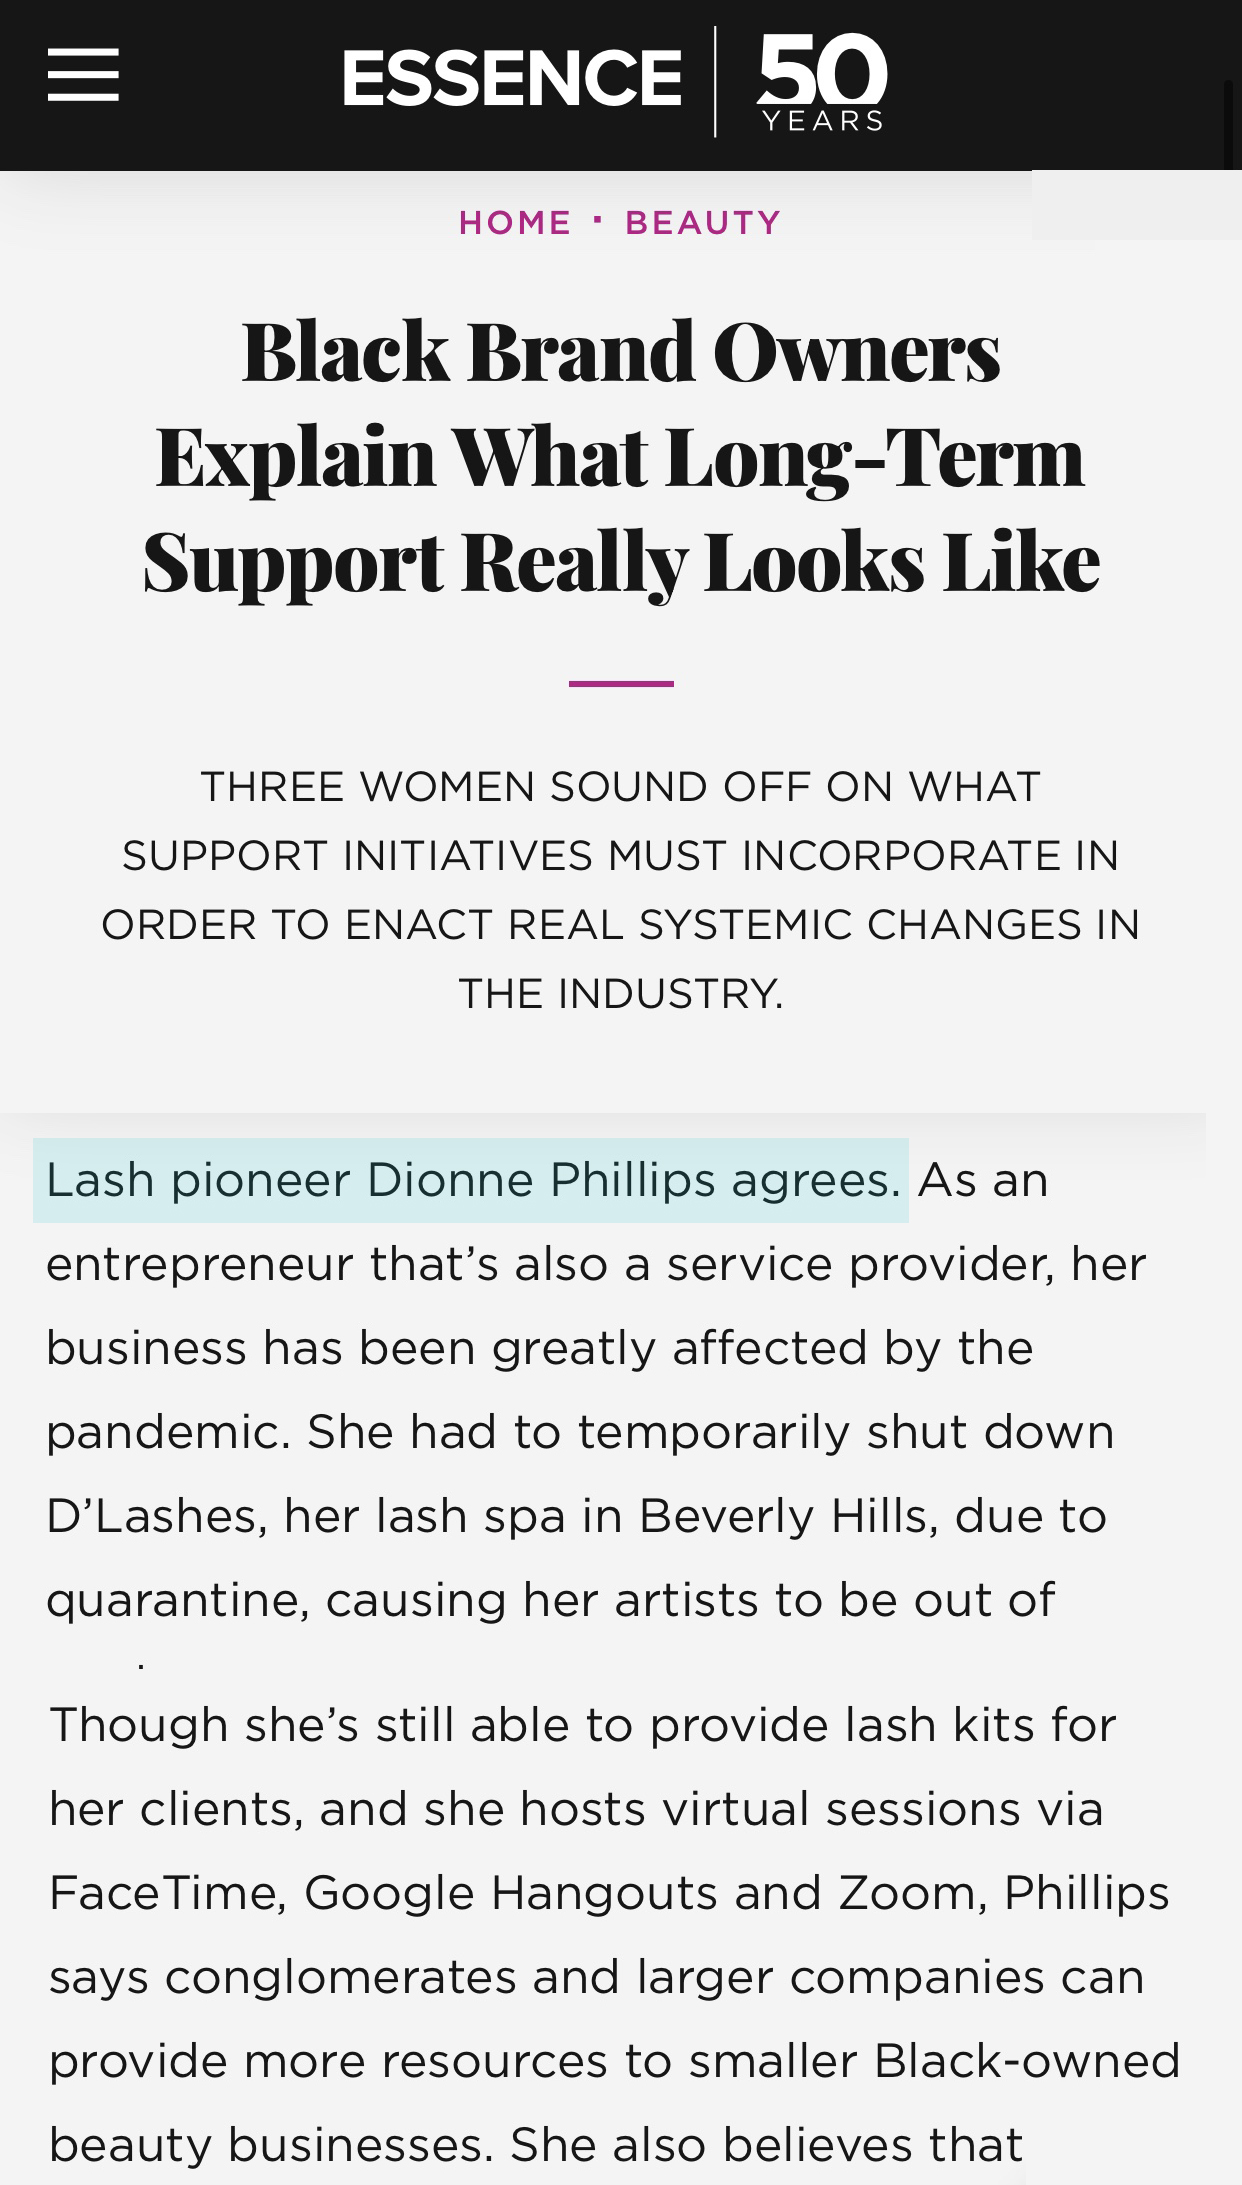 ESSENCE
50
YEARS
HOME · BEAUTY
Black Brand Owners
Explain What Long-Term
Support Really Looks Like
THREE WOMEN SOUND OFF ON WHAT
SUPPORT INITIATIVES MUST INCORPORATE IN
ORDER TO ENACT REAL SYSTEMIC CHANGES IN
THE INDUSTRY.
Lash pioneer Dionne Phillips agrees. As an
entrepreneur that’s also a service provider, her
business has been greatly affected by the
pandemic. She had to temporarily shut down
D’Lashes, her lash spa in Beverly Hills, due to
quarantine, causing her artists to be out of
.
Though she’s still able to provide lash kits for
her clients, and she hosts virtual sessions via
FaceTime, Google Hangouts and Zoom, Phillips
says conglomerates and larger companies can
provide more resources to smaller Black-owned
beauty businesses. She also believes that